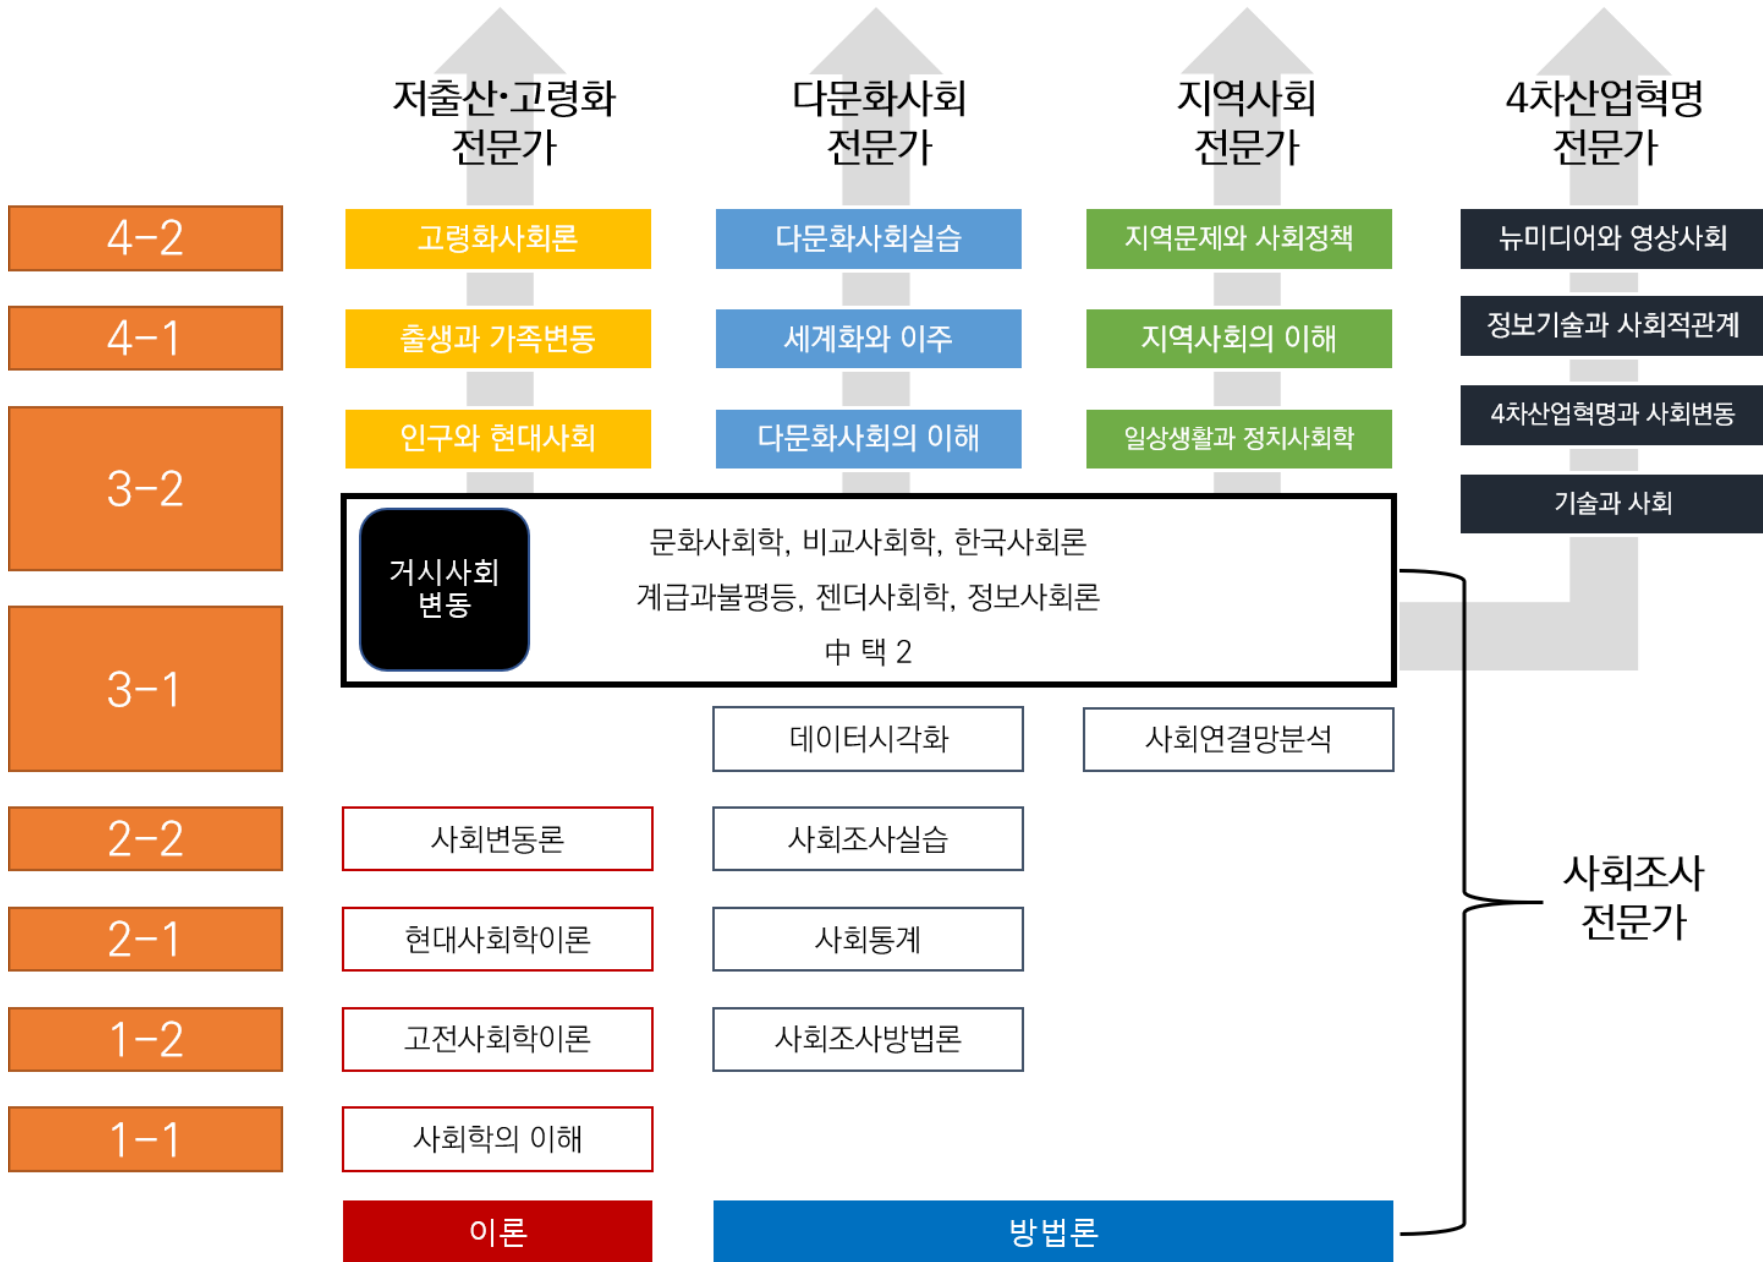 저출산·고령화
전문가
다문화사회
전문가
지역사회
전문가
4차산업혁명
전문가
4-2
고령화사회론
다문화사회실습
지역문제와 사회정책
뉴미디어와 영상사회
4-1
출생과 가족변동
세계화와 이주
지역사회의 이해
정보기술과 사회적관계
3-2
인구와 현대사회
다문화사회의 이해
일상생활과 정치사회학
4차산업혁명과 사회변동
기술과 사회
거시사회
변동
문화사회학, 비교사회학, 한국사회론
계급과불평등, 젠더사회학, 정보사회론
中 택 2
3-1
데이터시각화
사회연결망분석
2-2
사회변동론
사회조사실습
사회조사
전문가
2-1
현대사회학이론
사회통계
1-2
고전사회학이론
사회조사방법론
1-1
사회학의 이해
이론
방법론